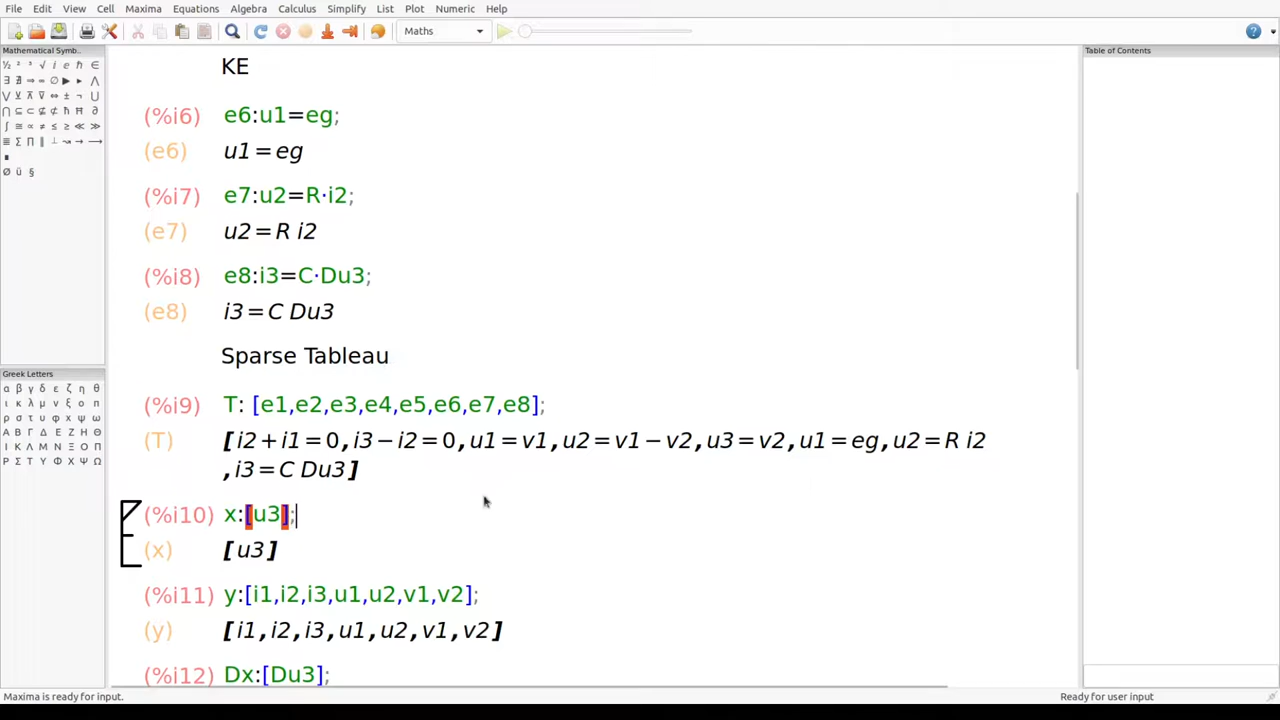 File Edit View Cell Maxima Equations Algebra Calculus Simplify List Plot Numeric Help
Maths
Mathematical Symb..
Table of Contents
½ ² ³ √ i e ħ ∈
∃ ∄ ⇒ ∞ ∅ ▶ ▸ ⋀
⋁ ⊻ ⊼ ⊽ ⇔ ± ¬ ⋃
⋂ ⊆ ⊂ ⊈ ⊄ ħ Ħ ∂
∫ ≅ ∝ ≠ ≤ ≥ ≪ ≫
≣ ∑ ∏ ∥ ⟂ ↝ → ⟶
∎
Ø ü §
Greek Letters
α β γ δ ε ζ η θ
ι κ λ μ ν ξ ο π
ρ σ τ υ φ χ ψ ω
Α Β Γ Δ Ε Ζ Η Θ
Ι Κ Λ Μ Ν Ξ Ο Π
Ρ Σ Τ Υ Φ Χ Ψ Ω
KE
(%i6) e6:u1=eg;
(e6) u1=eg
(%i7) e7:u2=R·i2;
(e7) u2=R i2
(%i8) e8:i3=C·Du3;
(e8) i3=C Du3
Sparse Tableau
(%i9) T: [e1,e2,e3,e4,e5,e6,e7,e8];
(T) [i2+i1=0,i3−i2=0,u1=v1,u2=v1−v2,u3=v2,u1=eg,u2=R i2
,i3=C Du3]
(%i10) x:[u3];
(x) [u3]
(%i11) y:[i1,i2,i3,u1,u2,v1,v2];
(y) [i1,i2,i3,u1,u2,v1,v2]
(%i12) Dx:[Du3];
Maxima is ready for input.
Ready for user input